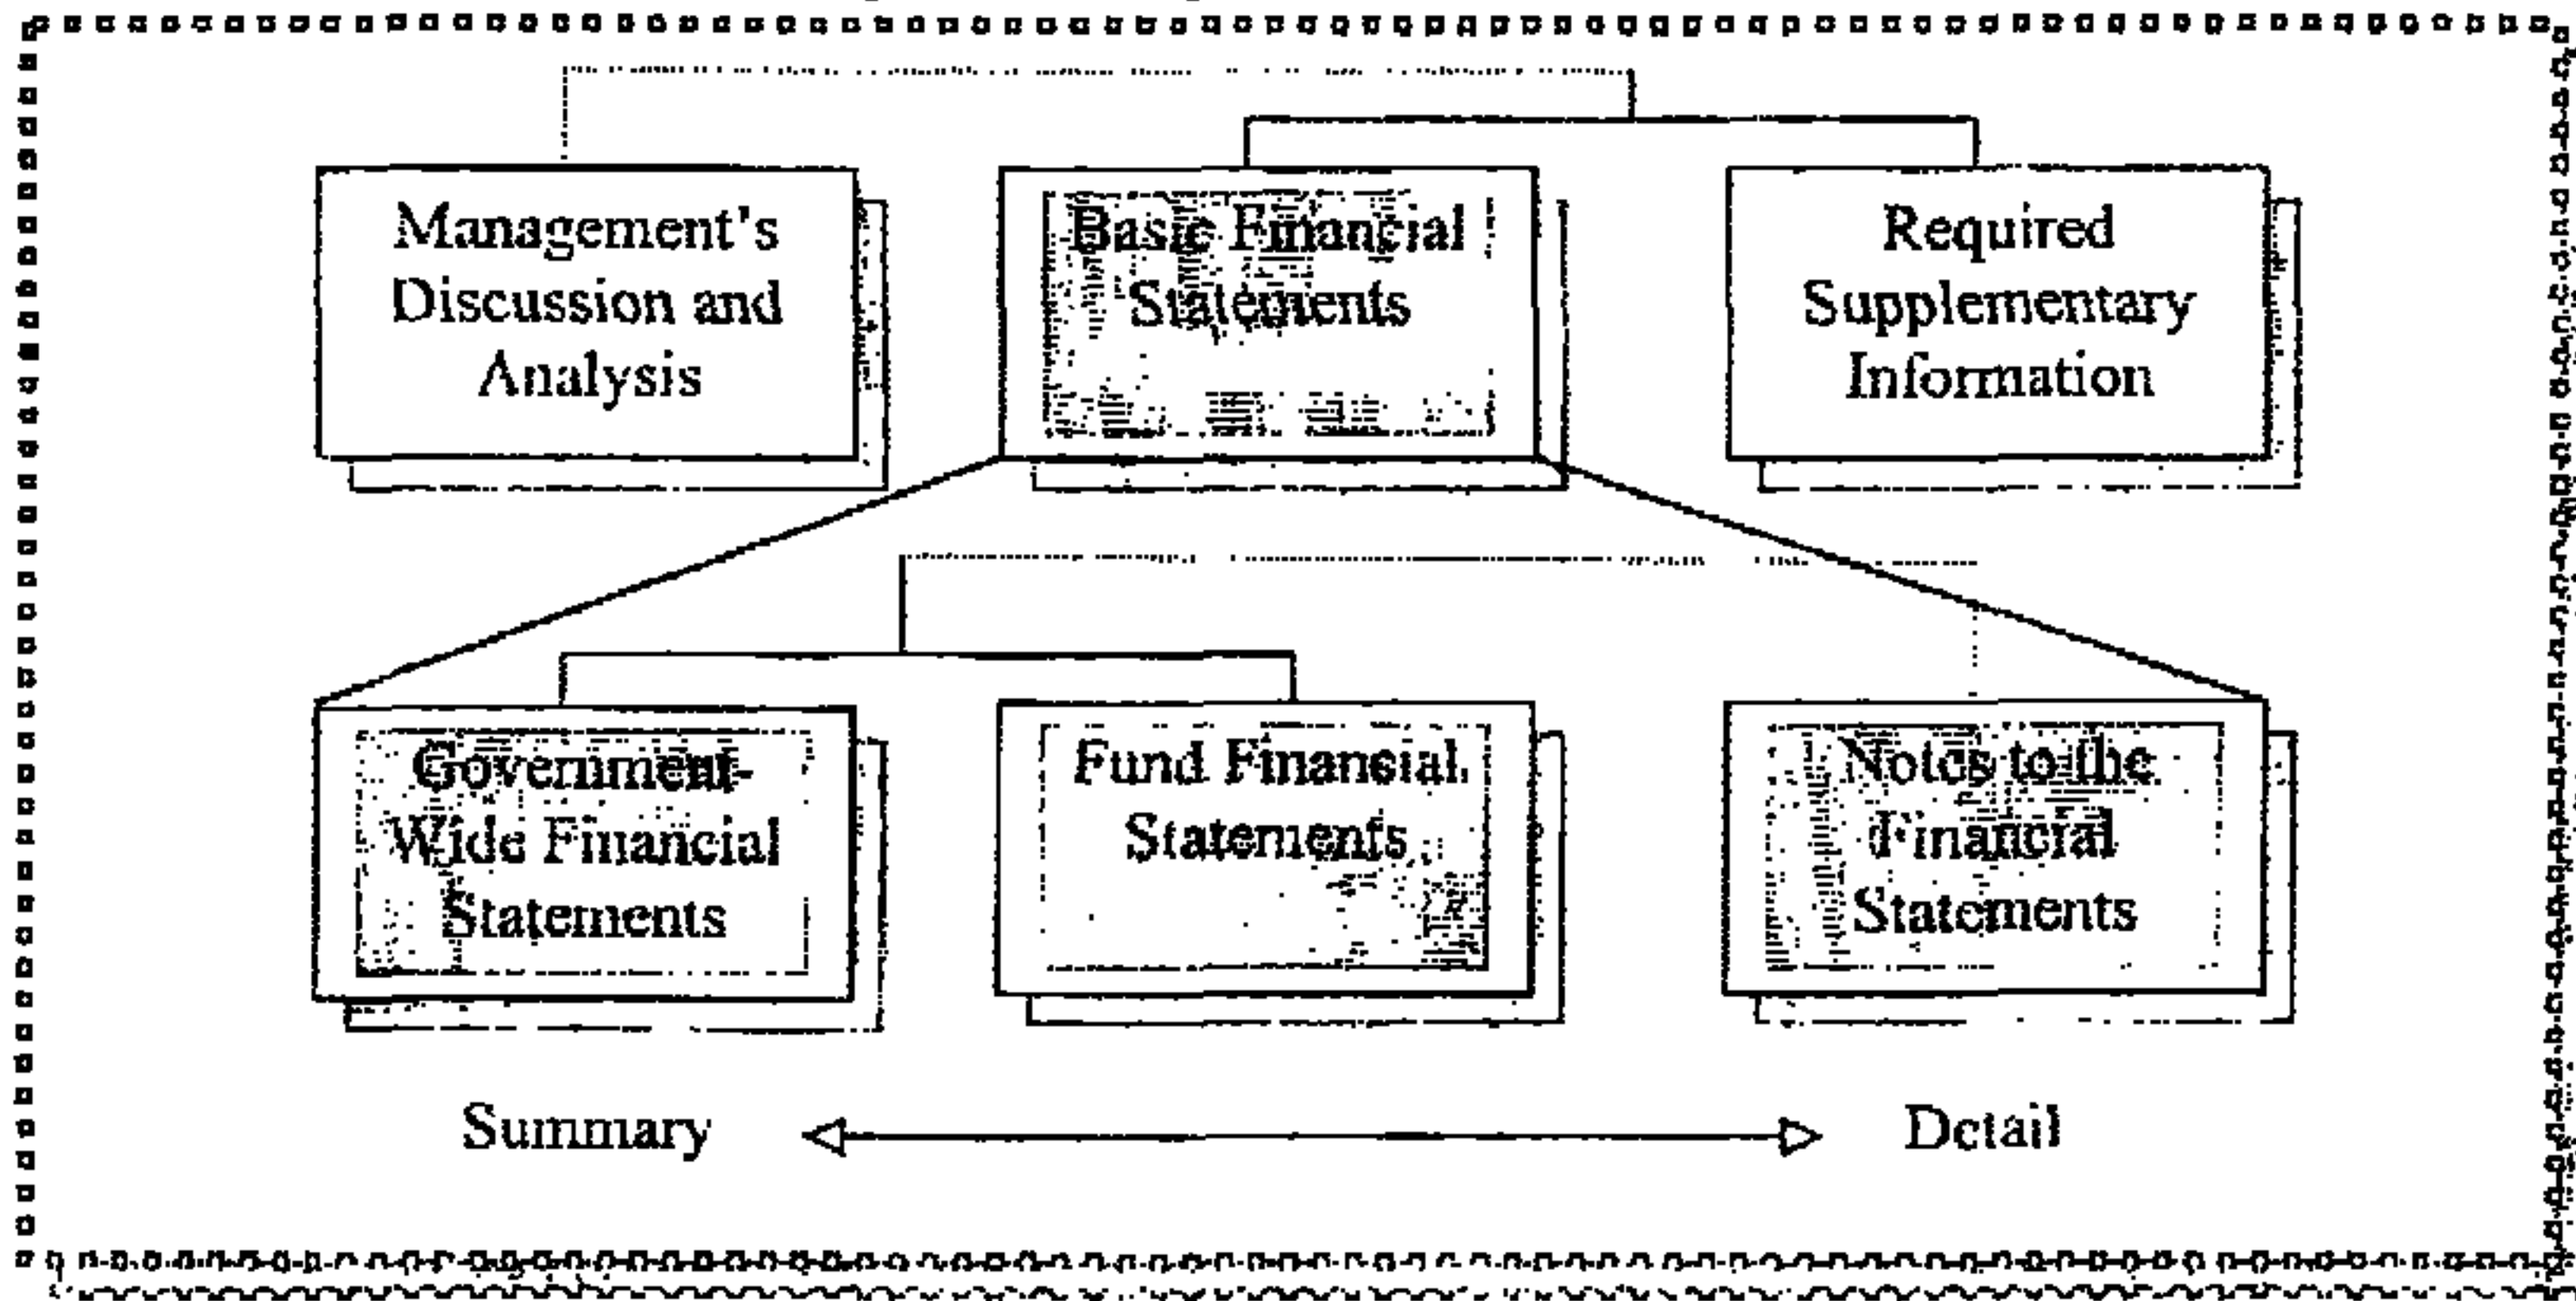 Management's
Discussion and
Analysis
Basic Financial
Statements
Required
Supplementary
Information
Government-
Wide Financial
Statements
Fund Financial
Statements
Notes to the
Financial
Statements
Summary
Detail